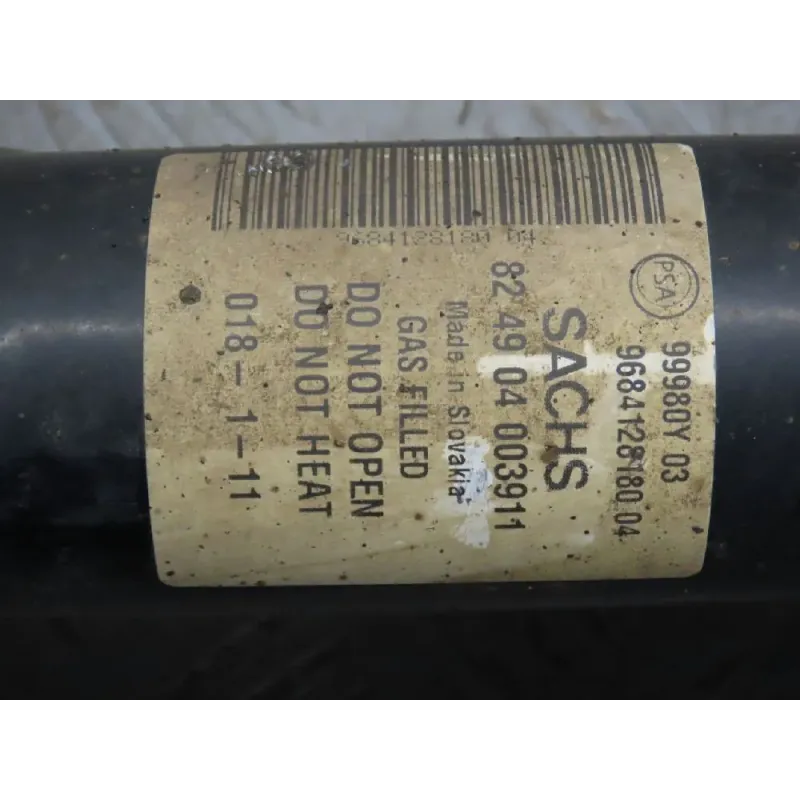 PSA
99980Y 03
9684128180 04
SACHS
82 49 04 003911
Made in Slovakia
GAS FILLED
DO NOT OPEN
DO NOT HEAT
018-1-11
9684128180 04